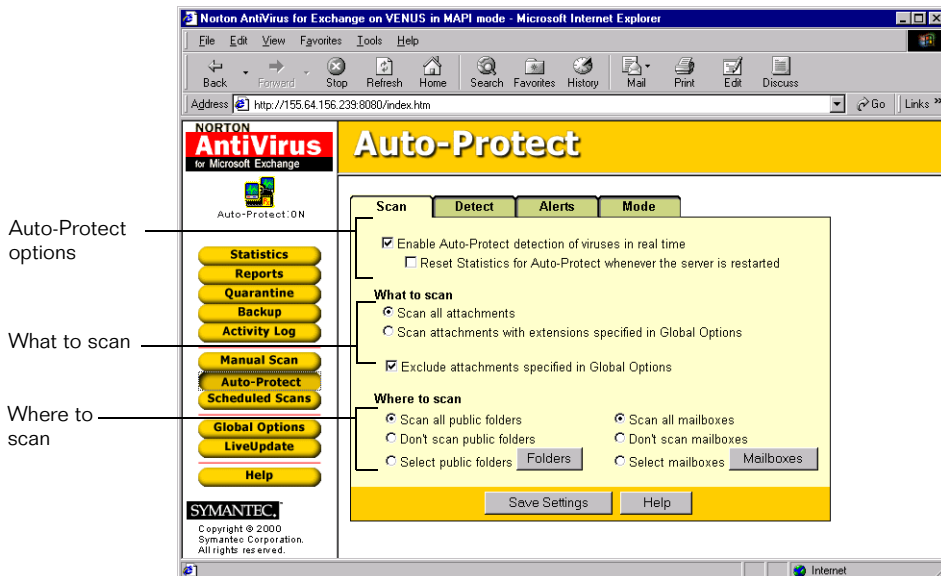 Norton AntiVirus for Exchange on VENUS in MAPI mode - Microsoft Internet Explorer
File Edit View Favorites Tools Help
Back Forward Stop Refresh Home Search Favorites History Mail Print Edit Discuss
Address http://155.64.156.239:8080/index.htm Go Links »
NORTON
AntiVirus
for Microsoft Exchange
Auto-Protect
Auto-Protect:ON
Scan Detect Alerts Mode
Auto-Protect
options
Enable Auto-Protect detection of viruses in real time
Reset Statistics for Auto-Protect whenever the server is restarted
Statistics
Reports
Quarantine
Backup
Activity Log
What to scan
What to scan
Scan all attachments
Scan attachments with extensions specified in Global Options
Exclude attachments specified in Global Options
Manual Scan
Auto-Protect
Scheduled Scans
Where to
scan
Where to scan
Scan all public folders Scan all mailboxes
Don't scan public folders Don't scan mailboxes
Select public folders Folders Select mailboxes Mailboxes
Global Options
LiveUpdate
Help
Save Settings Help
SYMANTEC.
Copyright © 2000
Symantec Corporation.
All rights reserved.
Internet